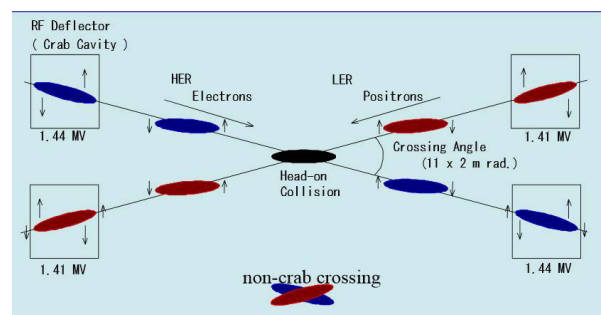 RF Deflector
( Crab Cavity)
HER
Electrons
LER
Positrons
1.44 MV
1.41 MV
Crossing Angle
(11 x 2 m rad.)
Head-on
Collision
1.41 MV
1.44 MV
non-crab crossing